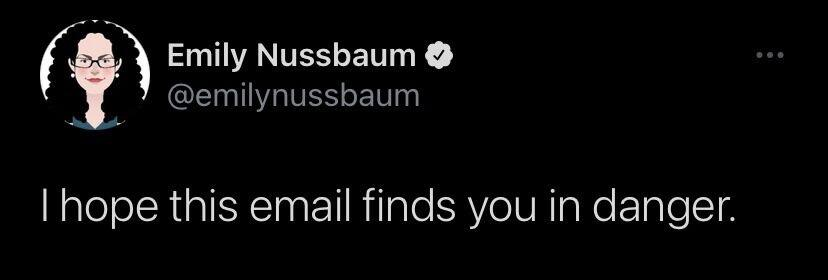 Emily Nussbaum
@emilynussbaum
I hope this email finds you in danger.